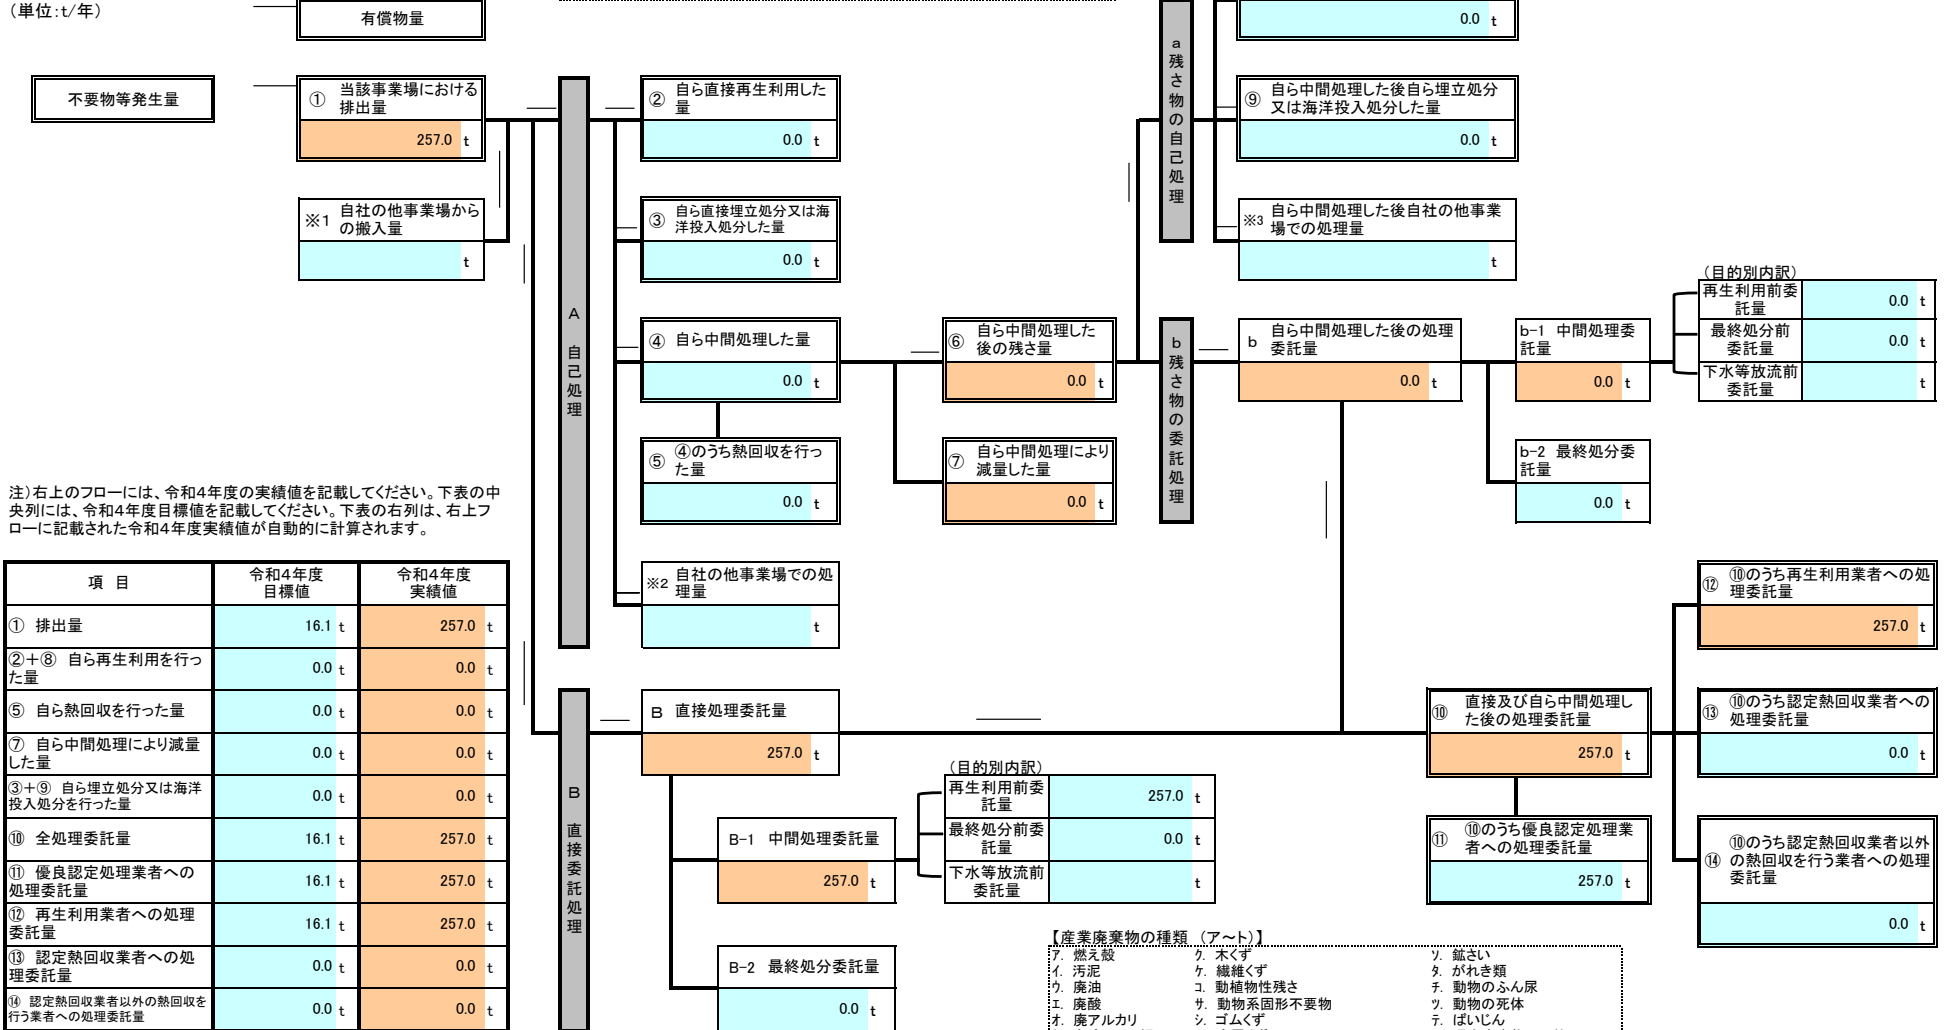 （単位：t/年）
有償物量
0.0 t
不要物等発生量
① 当該事業場における
排出量
257.0 t
※1 自社の他事業場から
の搬入量
t
A
自己処理
② 自ら直接再生利用した
量
0.0 t
③ 自ら直接埋立処分又は海
洋投入処分した量
0.0 t
④ 自ら中間処理した量
0.0 t
⑤ ④のうち熱回収を行っ
た量
0.0 t
※2 自社の他事業場での処
理量
t
⑥ 自ら中間処理した
後の残さ量
0.0 t
⑦ 自ら中間処理により
減量した量
0.0 t
a
残さ物の自己処理
⑨ 自ら中間処理した後自ら埋立処分
又は海洋投入処分した量
0.0 t
※3 自ら中間処理した後自社の他事業
場での処理量
t
b
残さ物の委託処理
b 自ら中間処理した後の処理
委託量
0.0 t
b-1 中間処理委
託量
0.0 t
b-2 最終処分委
託量
0.0 t
（目的別内訳）
再生利用前委
託量
0.0 t
最終処分前
委託量
0.0 t
下水等放流前
委託量
t
注）右上のフローには、令和４年度の実績値を記載してください。下表の中
央列には、令和４年度目標値を記載してください。下表の右列は、右上フ
ローに記載された令和４年度実績値が自動的に計算されます。
項 目
令和４年度
目標値
令和４年度
実績値
① 排出量 16.1 t 257.0 t
②＋⑧ 自ら再生利用を行っ
た量
0.0 t 0.0 t
⑤ 自ら熱回収を行った量 0.0 t 0.0 t
⑦ 自ら中間処理により減量
した量
0.0 t 0.0 t
③＋⑨ 自ら埋立処分又は海洋
投入処分を行った量
0.0 t 0.0 t
⑩ 全処理委託量 16.1 t 257.0 t
⑪ 優良認定処理業者への
処理委託量
16.1 t 257.0 t
⑫ 再生利用業者への処理
委託量
16.1 t 257.0 t
⑬ 認定熱回収業者への処
理委託量
0.0 t 0.0 t
⑭ 認定熱回収業者以外の熱回収を
行う業者への処理委託量
0.0 t 0.0 t
B
直接委託処理
B 直接処理委託量
257.0 t
B-1 中間処理委託量
257.0 t
B-2 最終処分委託量
0.0 t
（目的別内訳）
再生利用前委
託量
257.0 t
最終処分前委
託量
0.0 t
下水等放流前
委託量
t
⑩ 直接及び自ら中間処理し
た後の処理委託量
257.0 t
⑪ ⑩のうち優良認定処理業
者への処理委託量
257.0 t
⑫ ⑩のうち再生利用業者への処
理委託量
257.0 t
⑬ ⑩のうち認定熱回収業者への
処理委託量
0.0 t
⑭ ⑩のうち認定熱回収業者以外
の熱回収を行う業者への処理
委託量
0.0 t
【産業廃棄物の種類 （ア～ト）】
ア. 燃え殻 ク. 木くず ソ. 鉱さい
イ. 汚泥 ケ. 繊維くず タ. がれき類
ウ. 廃油 コ. 動植物性残さ チ. 動物のふん尿
エ. 廃酸 サ. 動物系固形不要物 ツ. 動物の死体
オ. 廃アルカリ シ. ゴムくず テ. ばいじん